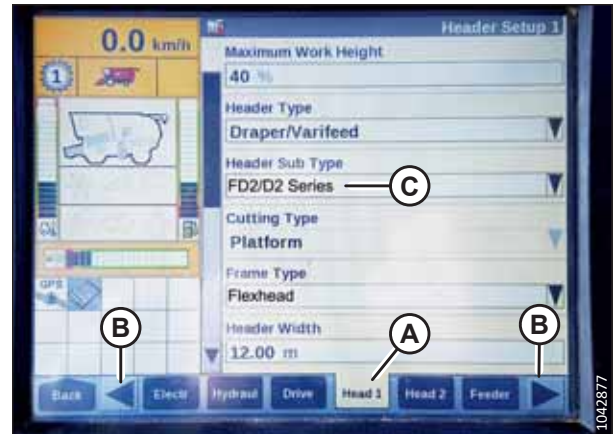 0.0 km/h
Header Setup 1
Maximum Work Height
40 %
1
Header Type
Draper/Varifeed
Header Sub Type
FD2/D2 Series
C
Cutting Type
Platform
Frame Type
GPS
Flexhead
B
Header Width
A
B
12.00 m
Back
Electr
Hydraul
Drive
Head 1
Head 2
Feeder
1042877